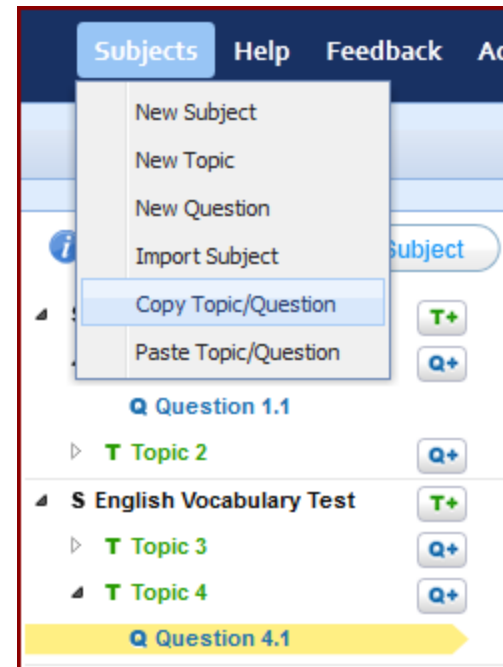 Subjects Help Feedback
New Subject
New Topic
New Question
Import Subject
Subject
Copy Topic/Question
T+
Paste Topic/Question
Q+
Q Question 1.1
T Topic 2 Q+
S English Vocabulary Test T+
T Topic 3 Q+
T Topic 4 Q+
Q Question 4.1